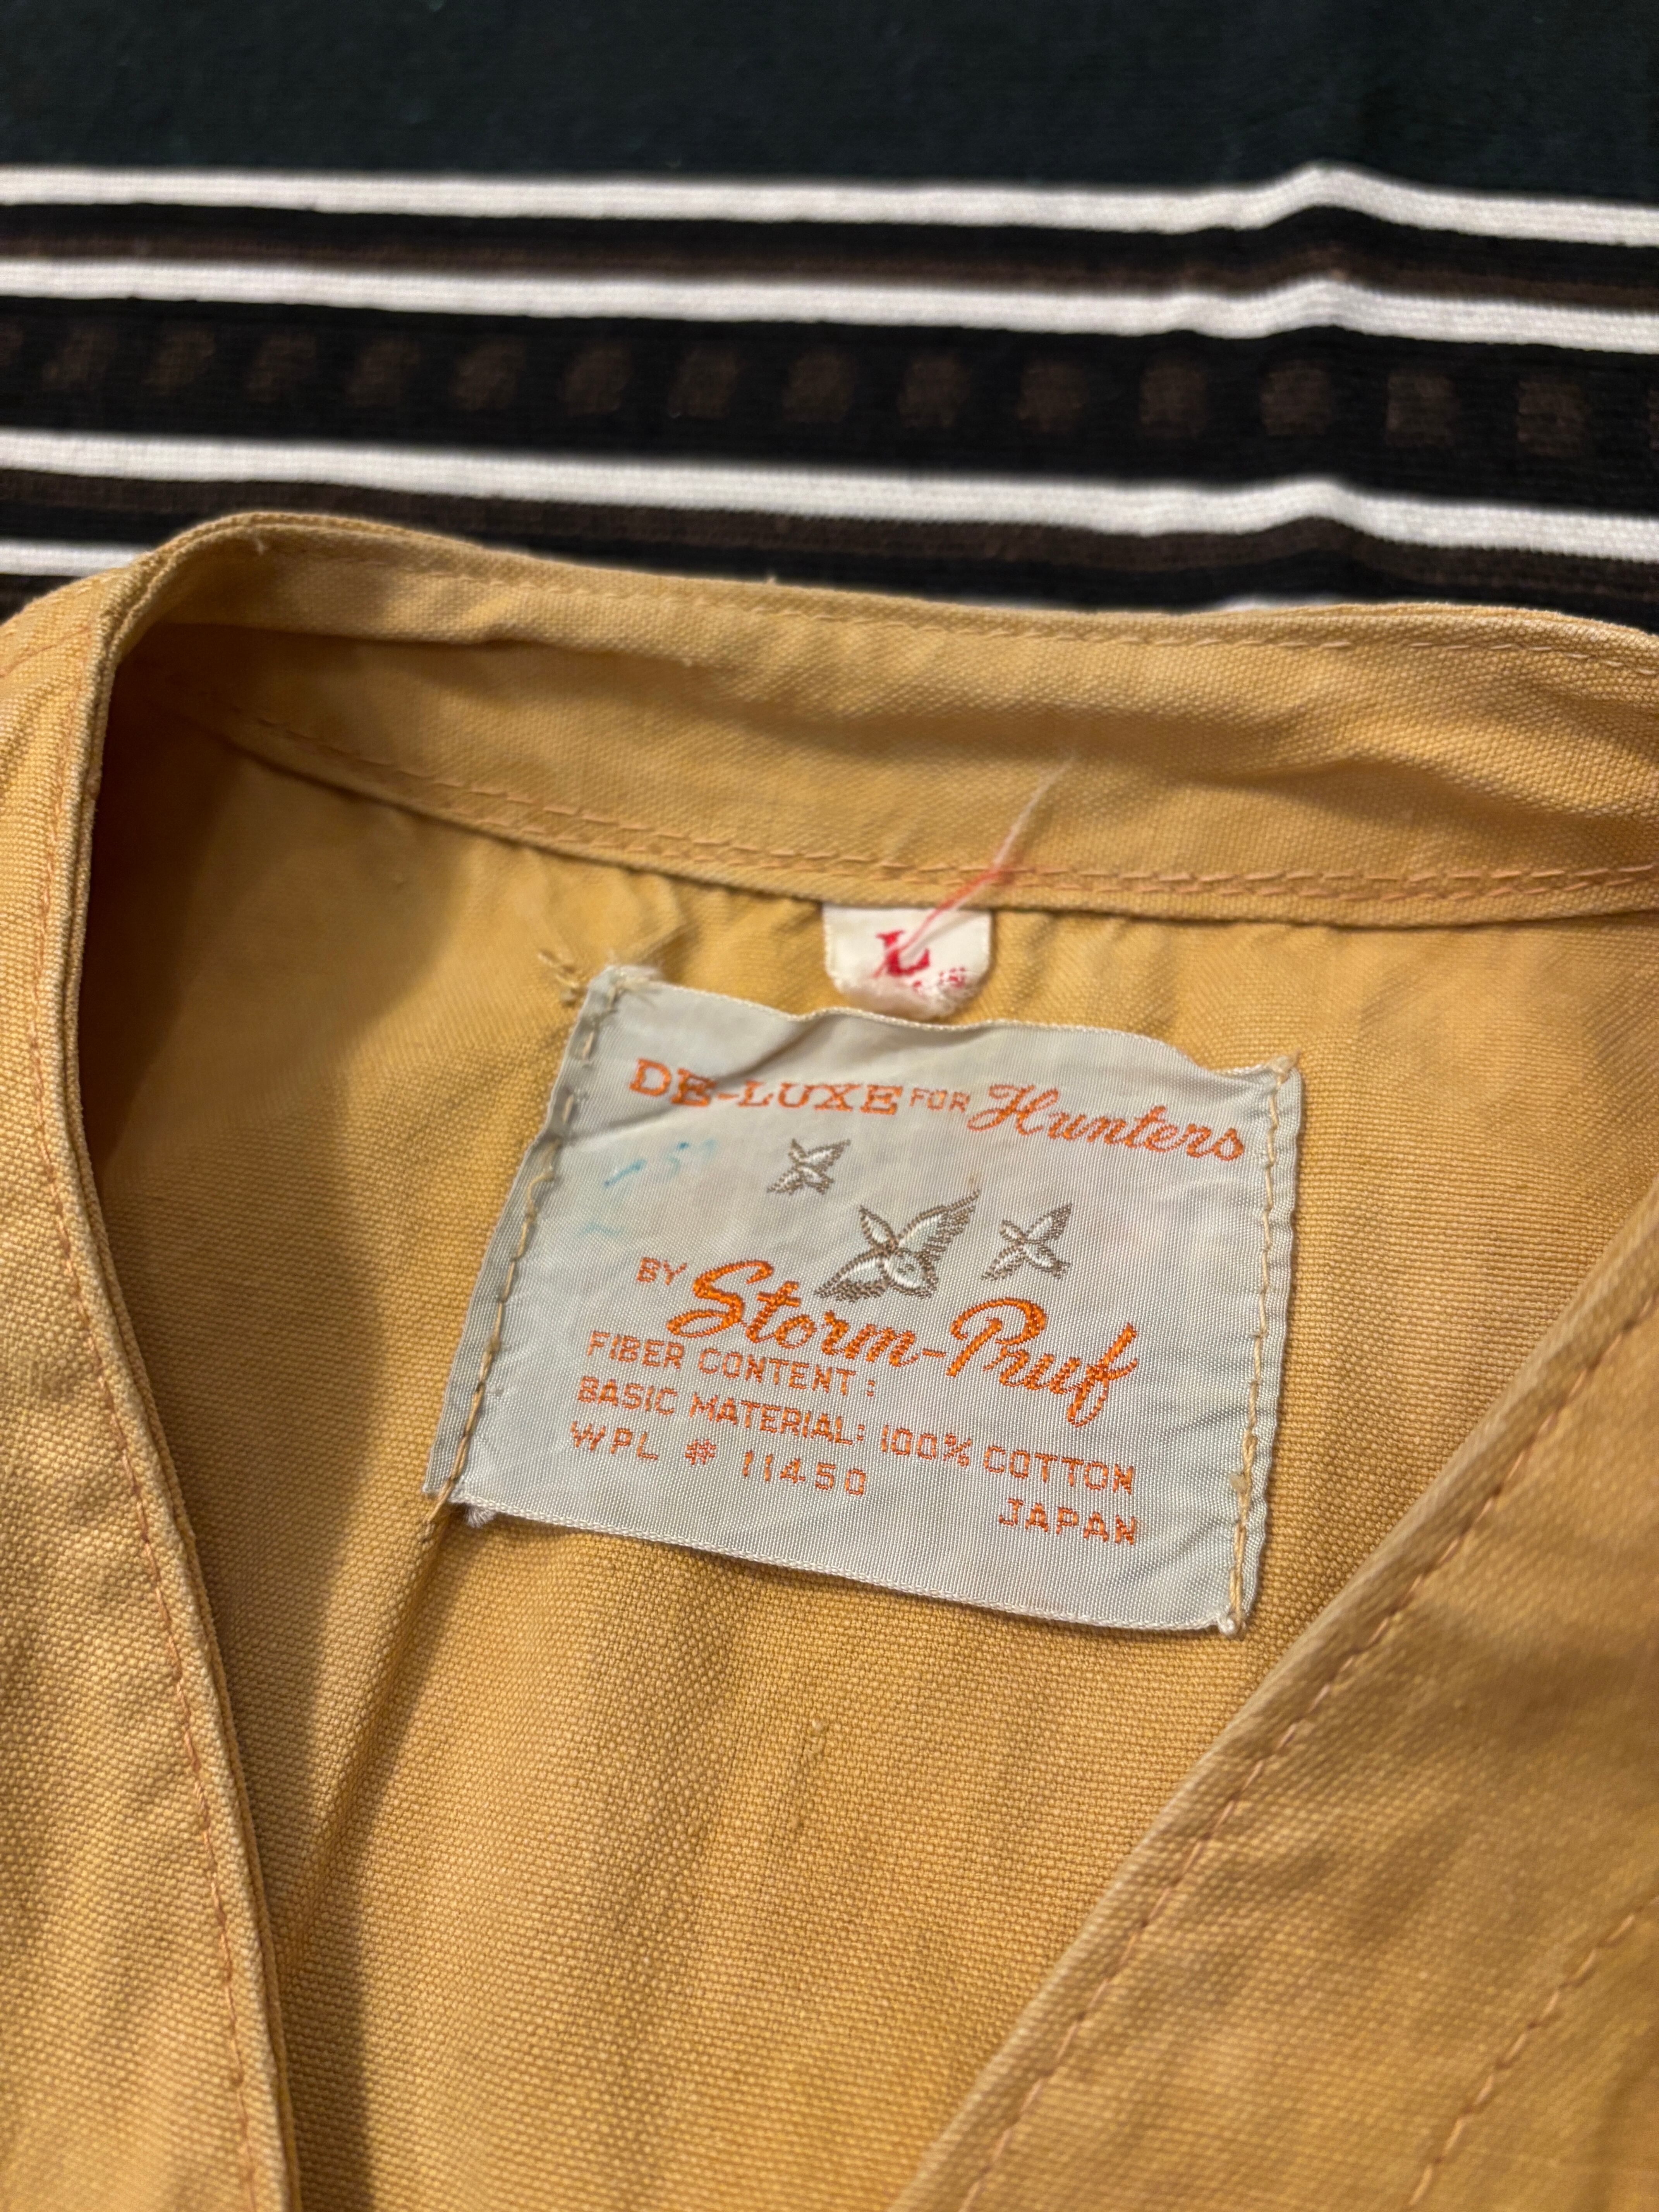 L
DE-LUXE FOR Hunters
BY Storm-Pruf
FIBER CONTENT:
BASIC MATERIAL: 100% COTTON
WPL # 11450
JAPAN